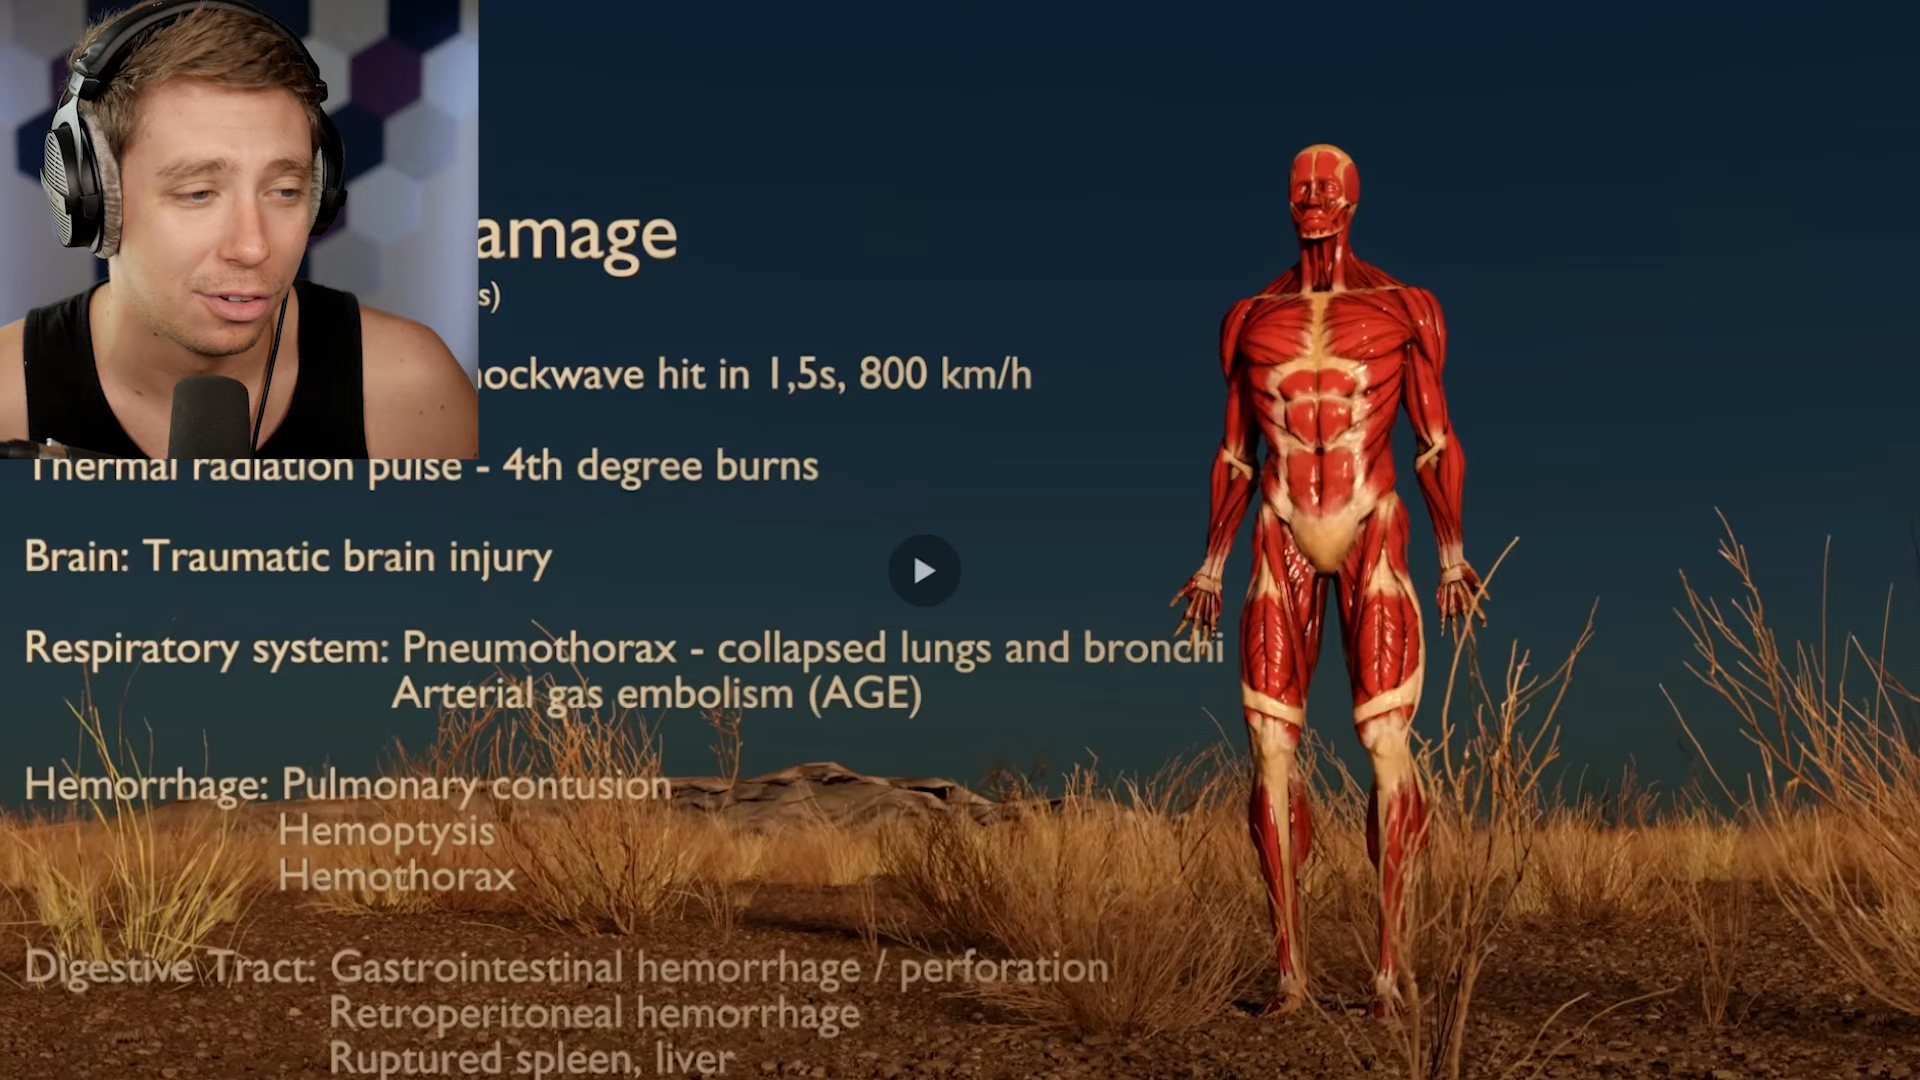 amage
s)
ockwave hit in 1,5s, 800 km/h
Thermal radiation pulse - 4th degree burns
Brain: Traumatic brain injury
Respiratory system: Pneumothorax - collapsed lungs and bronchi
Arterial gas embolism (AGE)
Hemorrhage: Pulmonary contusion
Hemoptysis
Hemothorax
Digestive Tract: Gastrointestinal hemorrhage / perforation
Retroperitoneal hemorrhage
Ruptured spleen, liver